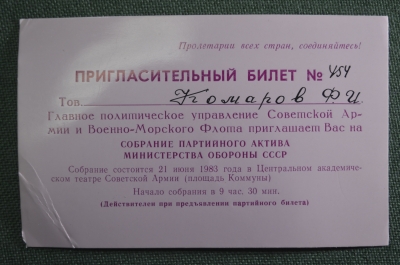 Пролетарии всех стран, соединяйтесь!
ПРИГЛАСИТЕЛЬНЫЙ БИЛЕТ № 454
Тов. Комаров Ф И.
Главное политическое управление Советской Ар-
мии и Военно-Морского Флота приглашает Вас на
СОБРАНИЕ ПАРТИЙНОГО АКТИВА
МИНИСТЕРСТВА ОБОРОНЫ СССР
Собрание состоится 21 июня 1983 года в Центральном академичес-
ком театре Советской Армии (площадь Коммуны)
Начало собрания в 9 час. 30 мин.
(Действителен при предъявлении партийного билета)